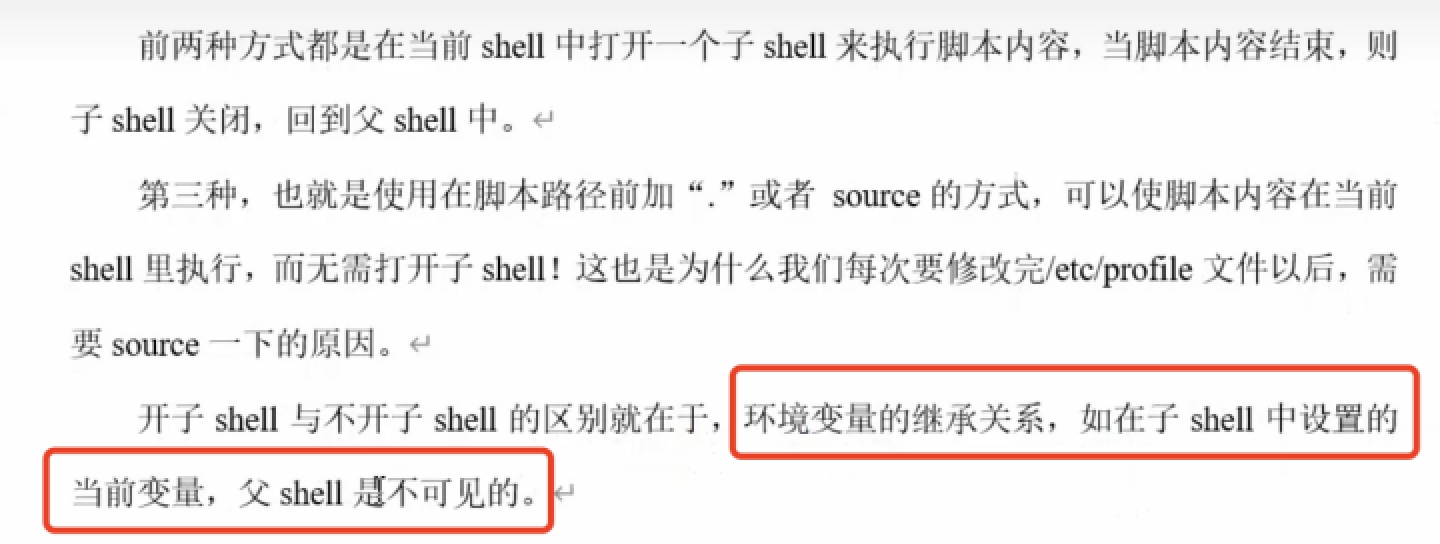 前两种方式都是在当前 shell 中打开一个子 shell 来执行脚本内容，当脚本内容结束，则
子 shell 关闭，回到父 shell 中。↵
第三种，也就是使用在脚本路径前加“.”或者 source 的方式，可以使脚本内容在当前
shell 里执行，而无需打开子 shell！这也是为什么我们每次要修改完/etc/profile 文件以后，需
要 source 一下的原因。↵
开子 shell 与不开子 shell 的区别就在于，环境变量的继承关系，如在子 shell 中设置的
当前变量，父 shell 是不可见的。↵